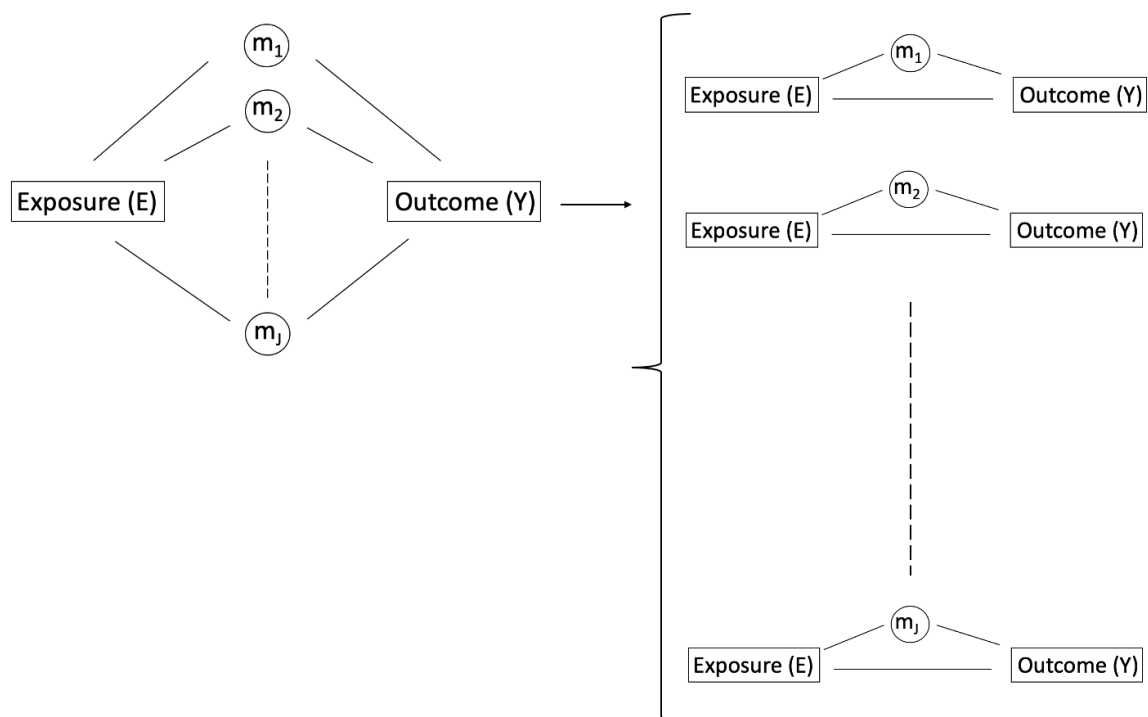 m1
m2
Exposure (E)
Outcome (Y)
mJ
m1
Exposure (E)
Outcome (Y)
m2
Exposure (E)
Outcome (Y)
mJ
Exposure (E)
Outcome (Y)